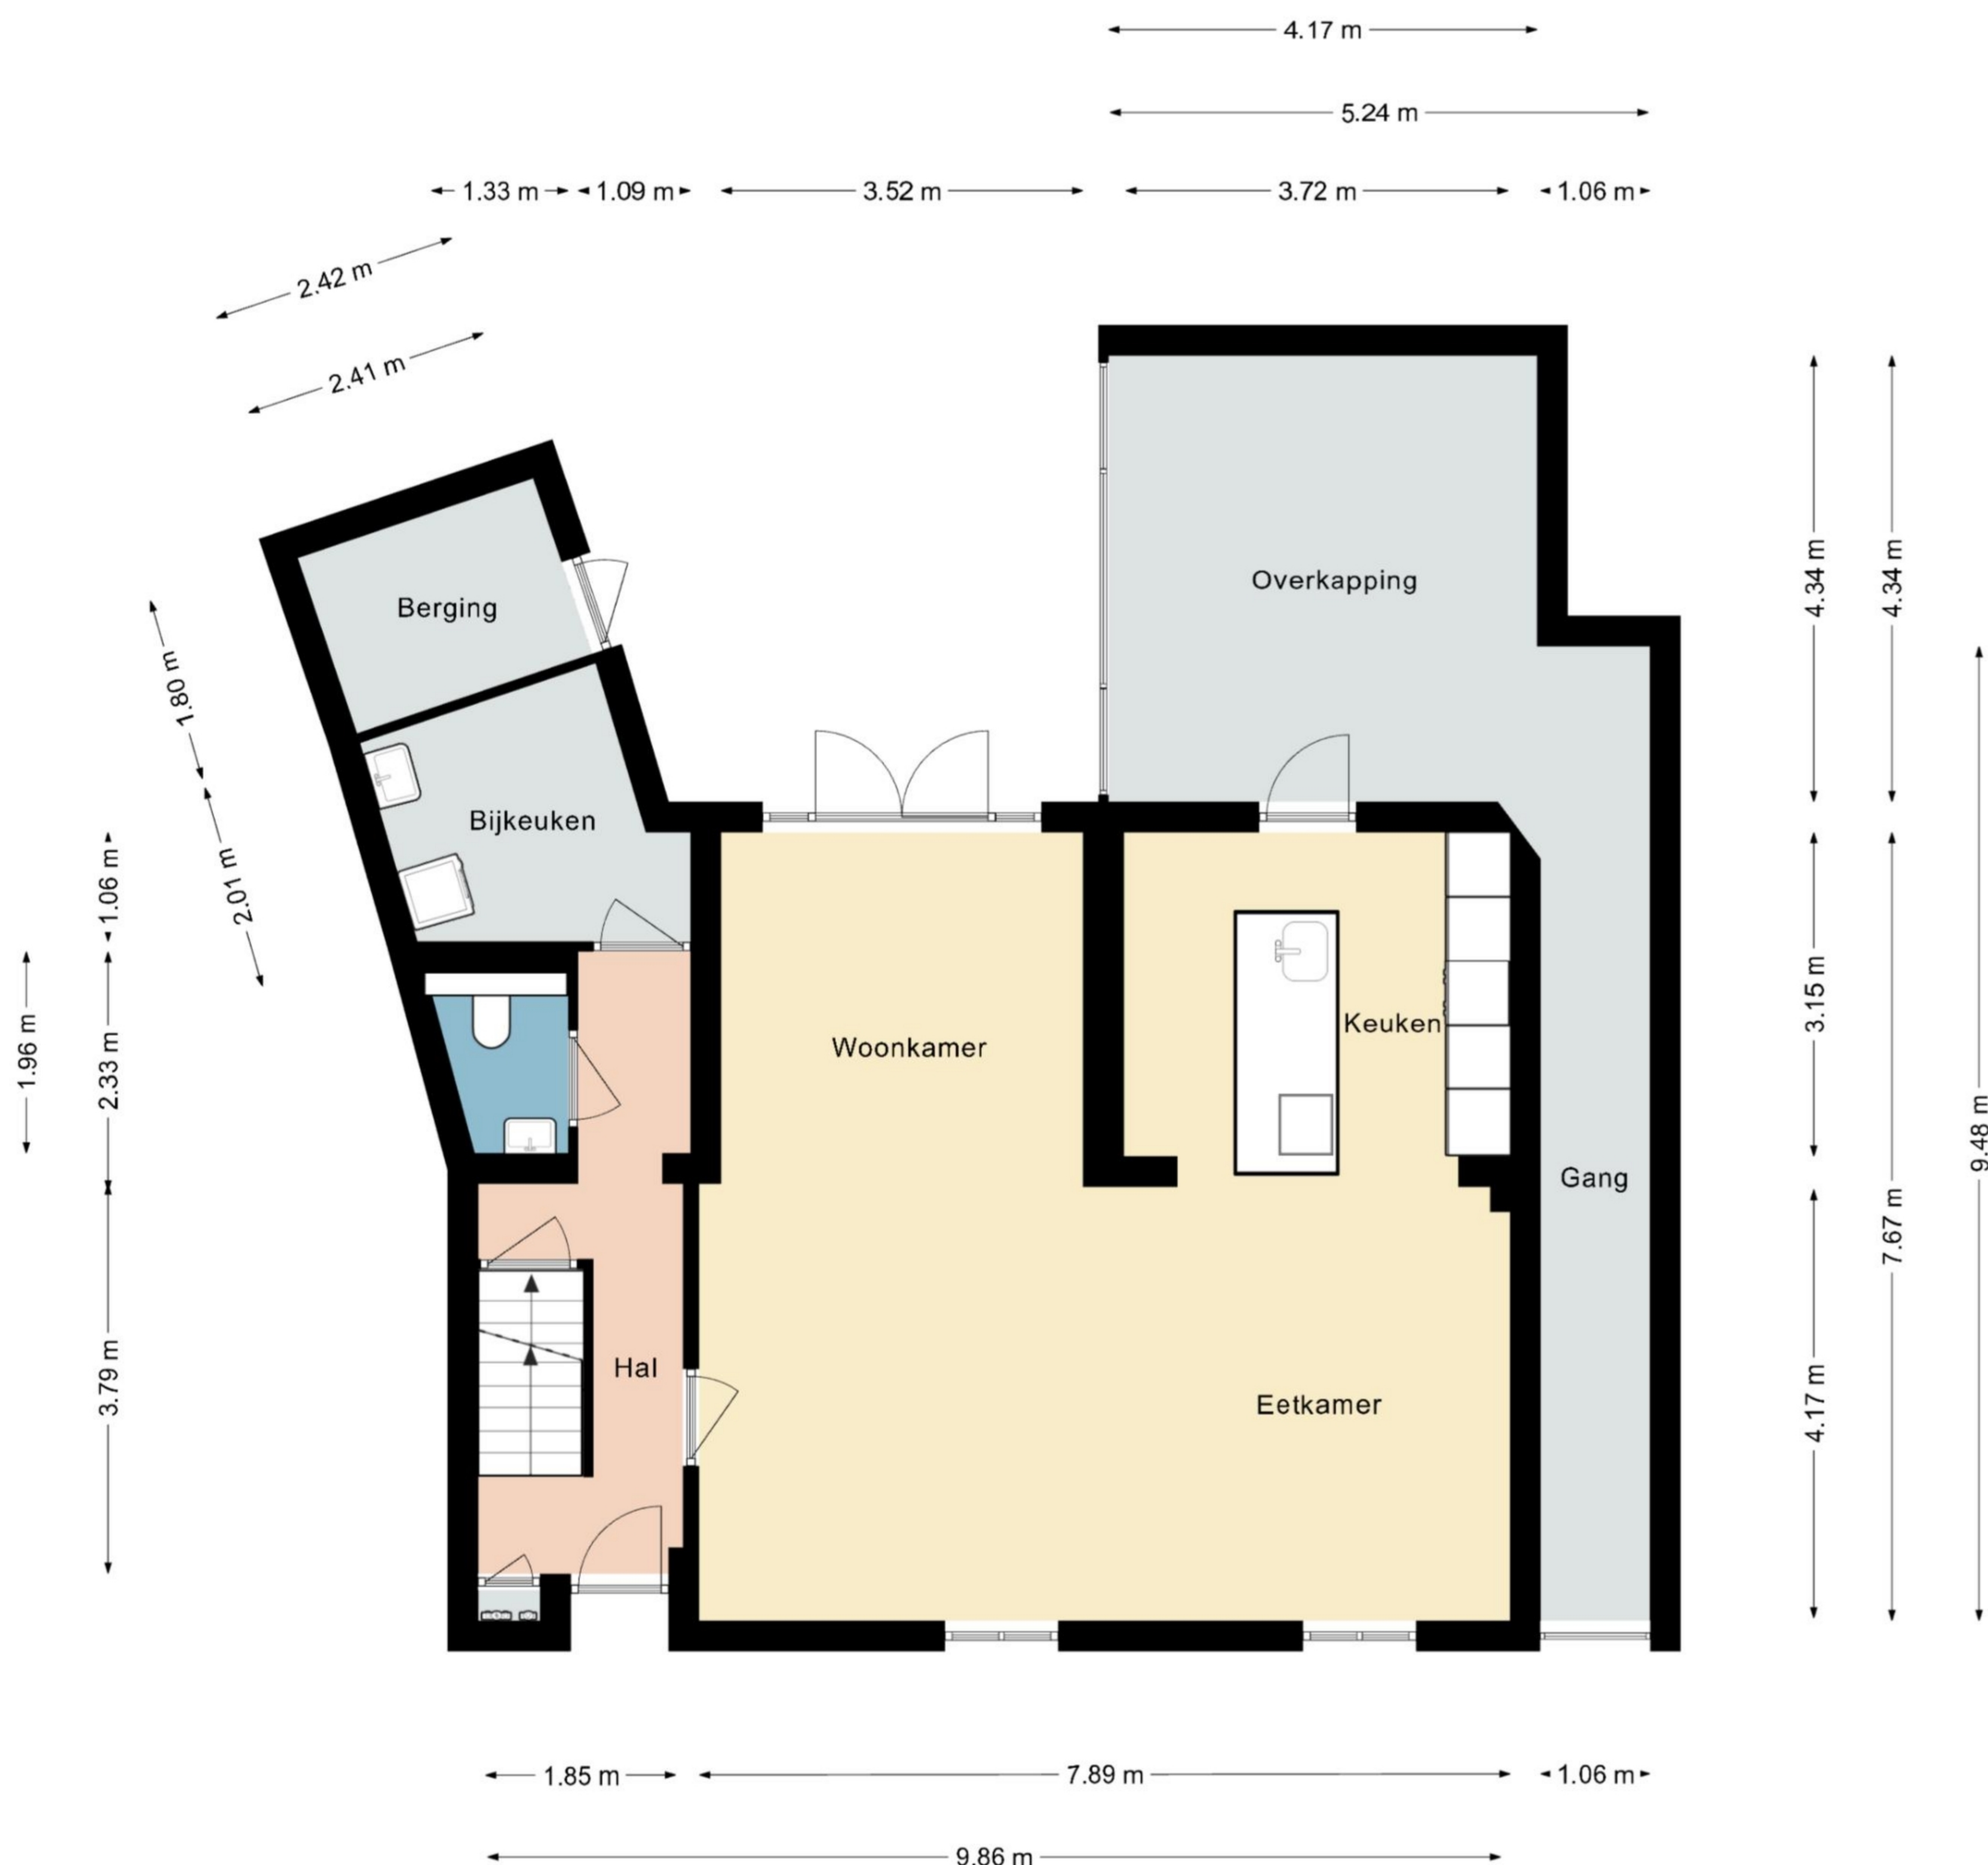 4.17 m
5.24 m
1.33 m
1.09 m
3.52 m
3.72 m
1.06 m
2.42 m
2.41 m
Berging
Overkapping
4.34 m
4.34 m
1.80 m
Bijkeuken
2.01 m
1.06 m
Woonkamer
Keuken
3.15 m
1.96 m
2.33 m
Gang
9.48 m
7.67 m
Hal
3.79 m
Eetkamer
4.17 m
1.85 m
7.89 m
1.06 m
9.86 m